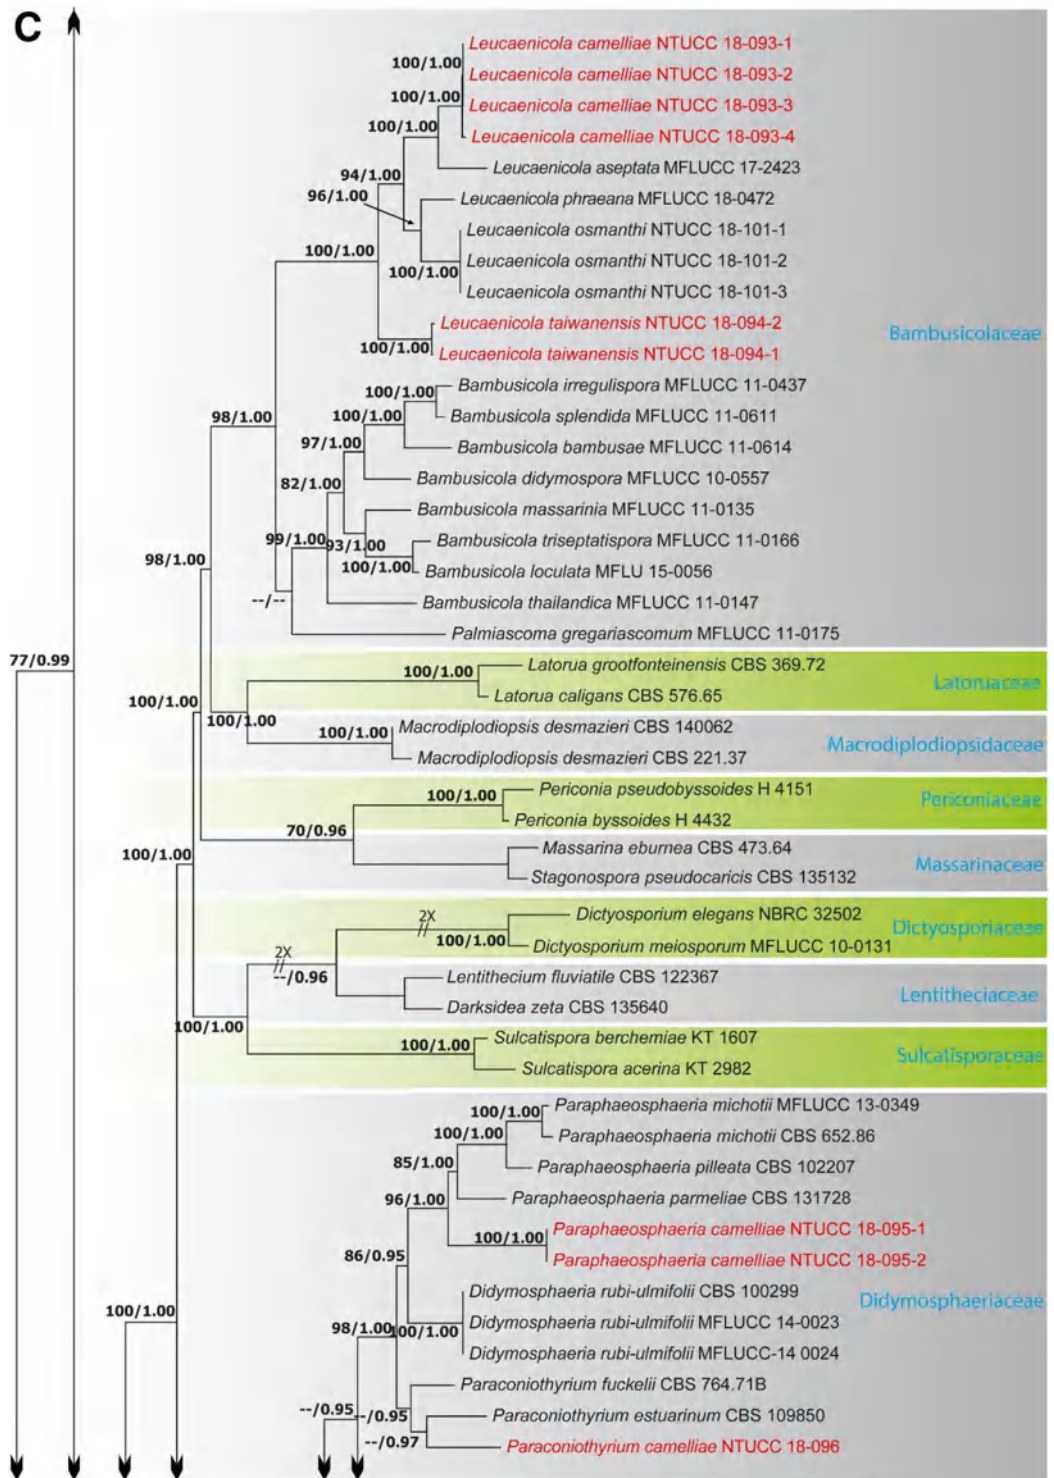 C
Leucaenicola camelliae NTUCC 18-093-1
100/1.00
Leucaenicola camelliae NTUCC 18-093-2
100/1.00
Leucaenicola camelliae NTUCC 18-093-3
100/1.00
Leucaenicola camelliae NTUCC 18-093-4
Leucaenicola aseptata MFLUCC 17-2423
94/1.00
96/1.00
Leucaenicola phraeana MFLUCC 18-0472
Leucaenicola osmanthi NTUCC 18-101-1
100/1.00
Leucaenicola osmanthi NTUCC 18-101-2
100/1.00
Leucaenicola osmanthi NTUCC 18-101-3
Leucaenicola taiwanensis NTUCC 18-094-2
Bambusicolaceae
100/1.00
Leucaenicola taiwanensis NTUCC 18-094-1
Bambusicola irregulispora MFLUCC 11-0437
100/1.00
98/1.00
100/1.00
Bambusicola splendida MFLUCC 11-0611
97/1.00
Bambusicola bambusae MFLUCC 11-0614
Bambusicola didymospora MFLUCC 10-0557
82/1.00
Bambusicola massarinia MFLUCC 11-0135
99/1.00
93/1.00
Bambusicola triseptatispora MFLUCC 11-0166
98/1.00
100/1.00
Bambusicola loculata MFLU 15-0056
--/--
Bambusicola thailandica MFLUCC 11-0147
Palmiascoma gregariascomum MFLUCC 11-0175
77/0.99
Latorua grootfonteinensis CBS 369.72
100/1.00
Latoruaceae
Latorua caligans CBS 576.65
100/1.00
100/1.00
Macrodiplodiopsis desmazieri CBS 140062
100/1.00
Macrodiplodiopsidaceae
Macrodiplodiopsis desmazieri CBS 221.37
Periconia pseudobyssoides H 4151
100/1.00
Periconiaceae
Periconia byssoides H 4432
70/0.96
Massarina eburnea CBS 473.64
100/1.00
Massarinaceae
Stagonospora pseudocaricis CBS 135132
Dictyosporium elegans NBRC 32502
2X
Dictyosporiaceae
100/1.00
Dictyosporium meiosporum MFLUCC 10-0131
2X
--/0.96
Lentithecium fluviatile CBS 122367
Lentitheciaceae
Darksidea zeta CBS 135640
100/1.00
Sulcatispora berchemiae KT 1607
100/1.00
Sulcatisporaceae
Sulcatispora acerina KT 2982
Paraphaeosphaeria michotii MFLUCC 13-0349
100/1.00
100/1.00
Paraphaeosphaeria michotii CBS 652.86
85/1.00
Paraphaeosphaeria pilleata CBS 102207
96/1.00
Paraphaeosphaeria parmeliae CBS 131728
Paraphaeosphaeria camelliae NTUCC 18-095-1
100/1.00
86/0.95
Paraphaeosphaeria camelliae NTUCC 18-095-2
Didymosphaeria rubi-ulmifolii CBS 100299
Didymosphaeriaceae
100/1.00
98/1.00
100/1.00
Didymosphaeria rubi-ulmifolii MFLUCC 14-0023
Didymosphaeria rubi-ulmifolii MFLUCC-14 0024
Paraconiothyrium fuckelii CBS 764.71B
--/0.95
--/0.95
Paraconiothyrium estuarinum CBS 109850
--/0.97
Paraconiothyrium camelliae NTUCC 18-096